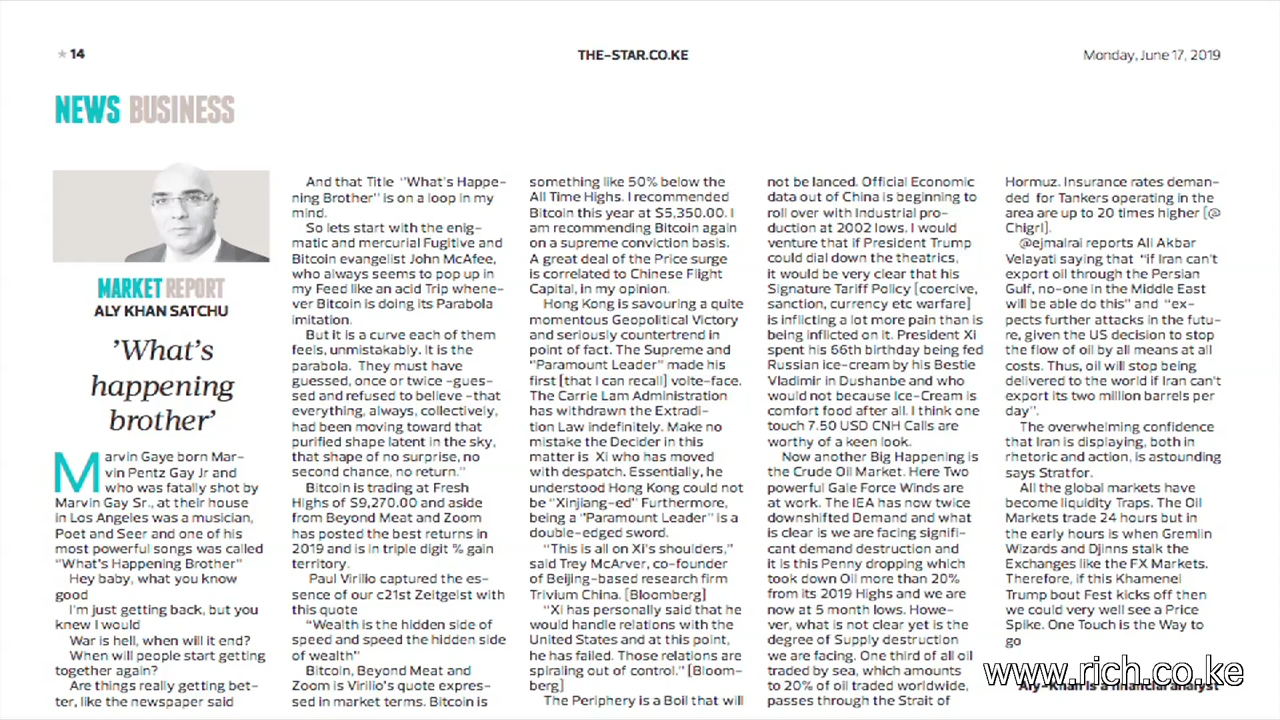 ★ 14
THE-STAR.CO.KE
Monday, June 17, 2019
NEWS BUSINESS
MARKET REPORT
ALY KHAN SATCHU
'What's
happening
brother'
Marvin Gaye born Mar-
vin Pentz Gay Jr and
who was fatally shot by
Marvin Gay Sr., at their house
in Los Angeles was a musician,
Poet and Seer and one of his
most powerful songs was called
"What's Happening Brother"
Hey baby, what you know
good
I'm just getting back, but you
knew I would
War is hell, when will it end?
When will people start getting
together again?
Are things really getting bet-
ter, like the newspaper said
And that Title "What's Happe-
ning Brother" is on a loop in my
mind.
So lets start with the enig-
matic and mercurial Fugitive and
Bitcoin evangelist John McAfee,
who always seems to pop up in
my Feed like an acid Trip whene-
ver Bitcoin is doing its Parabola
imitation.
But it is a curve each of them
feels, unmistakably. It is the
parabola. They must have
guessed, once or twice -gues-
sed and refused to believe -that
everything, always, collectively,
had been moving toward that
purified shape latent in the sky,
that shape of no surprise, no
second chance, no return."
Bitcoin is trading at Fresh
Highs of $9,270.00 and aside
from Beyond Meat and Zoom
has posted the best returns in
2019 and is in triple digit % gain
territory.
Paul Virilio captured the es-
sence of our c21st Zeitgeist with
this quote
"Wealth is the hidden side of
speed and speed the hidden side
of wealth"
Bitcoin, Beyond Meat and
Zoom is Virilio's quote expres-
sed in market terms. Bitcoin is
something like 50% below the
All Time Highs. I recommended
Bitcoin this year at $5,350.00. I
am recommending Bitcoin again
on a supreme conviction basis.
A great deal of the Price surge
is correlated to Chinese Flight
Capital, in my opinion.
Hong Kong is savouring a quite
momentous Geopolitical Victory
and seriously countertrend in
point of fact. The Supreme and
"Paramount Leader" made his
first [that I can recall] volte-face.
The Carrie Lam Administration
has withdrawn the Extradi-
tion Law indefinitely. Make no
mistake the Decider in this
matter is Xi who has moved
with despatch. Essentially, he
understood Hong Kong could not
be "Xinjiang-ed" Furthermore,
being a "Paramount Leader" is a
double-edged sword.
"This is all on Xi's shoulders,"
said Trey McArver, co-founder
of Beijing-based research firm
Trivium China. [Bloomberg]
"Xi has personally said that he
would handle relations with the
United States and at this point,
he has failed. Those relations are
spiraling out of control." [Bloom-
berg]
The Periphery is a Boil that will
not be lanced. Official Economic
data out of China is beginning to
roll over with Industrial pro-
duction at 2002 lows. I would
venture that if President Trump
could dial down the theatrics,
it would be very clear that his
Signature Tariff Policy [coercive,
sanction, currency etc warfare]
is inflicting a lot more pain than is
being inflicted on it. President Xi
spent his 66th birthday being fed
Russian ice-cream by his Bestie
Vladimir in Dushanbe and who
would not because Ice-Cream is
comfort food after all. I think one
touch 7.50 USD CNH Calls are
worthy of a keen look.
Now another Big Happening is
the Crude Oil Market. Here Two
powerful Gale Force Winds are
at work. The IEA has now twice
downshifted Demand and what
is clear is we are facing signifi-
cant demand destruction and
it is this Penny dropping which
took down Oil more than 20%
from its 2019 Highs and we are
now at 5 month lows. Howe-
ver, what is not clear yet is the
degree of Supply destruction
we are facing. One third of all oil
traded by sea, which amounts
to 20% of oil traded worldwide,
passes through the Strait of
Hormuz. Insurance rates deman-
ded for Tankers operating in the
area are up to 20 times higher [@
Chigrl].
@ejmalrai reports Ali Akbar
Velayati saying that "if Iran can't
export oil through the Persian
Gulf, no-one in the Middle East
will be able do this" and "ex-
pects further attacks in the futu-
re, given the US decision to stop
the flow of oil by all means at all
costs. Thus, oil will stop being
delivered to the world if Iran can't
export its two million barrels per
day".
The overwhelming confidence
that Iran is displaying, both in
rhetoric and action, is astounding
says Stratfor.
All the global markets have
become liquidity Traps. The Oil
Markets trade 24 hours but in
the early hours is when Gremlin
Wizards and Djinns stalk the
Exchanges like the FX Markets.
Therefore, if this Khamenei
Trump bout Fest kicks off then
we could very well see a Price
Spike. One Touch is the Way to
go
Aly-Khan is a financial analyst
www.rich.co.ke